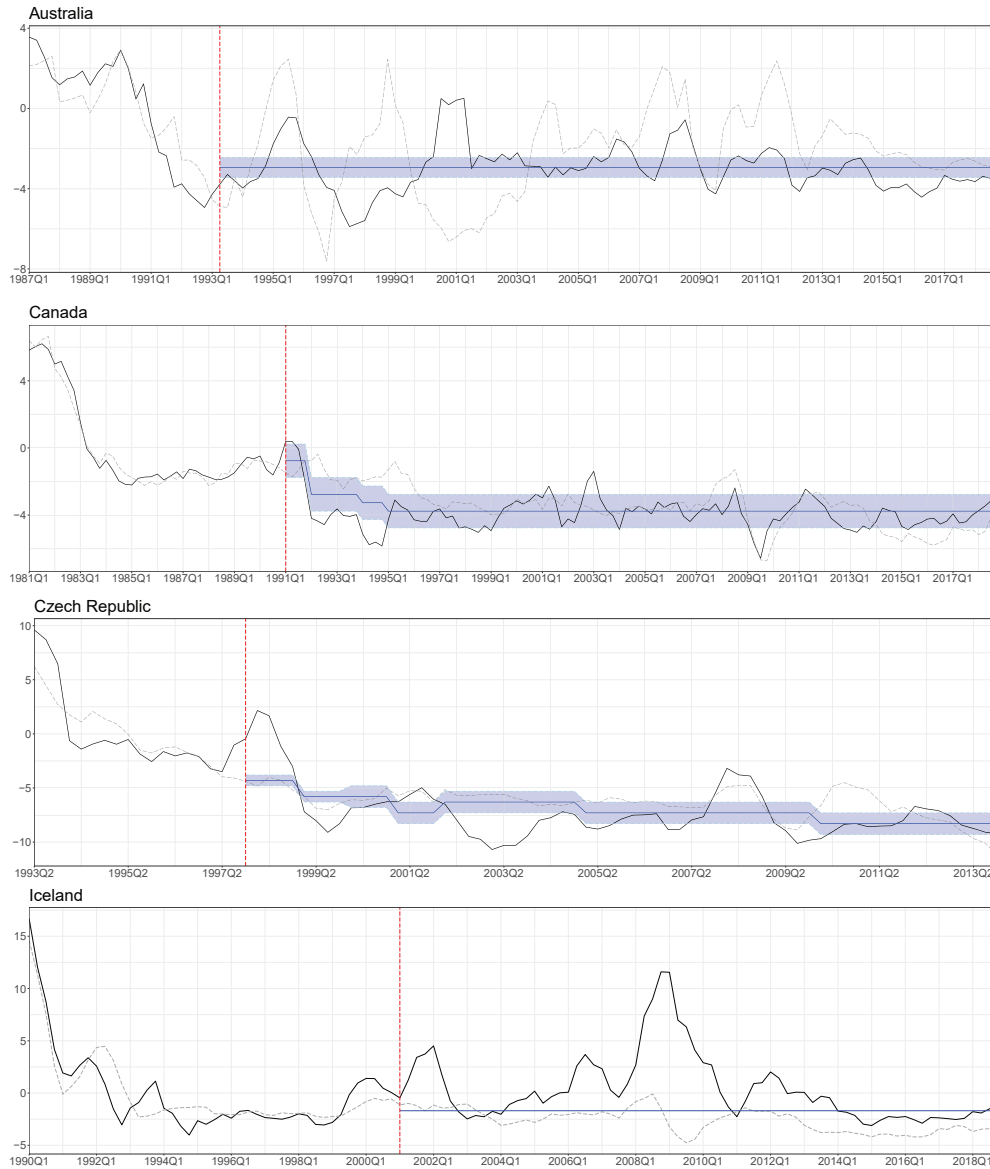 Australia
4
0
−4
−8
1987Q1 1989Q1 1991Q1 1993Q1 1995Q1 1997Q1 1999Q1 2001Q1 2003Q1 2005Q1 2007Q1 2009Q1 2011Q1 2013Q1 2015Q1 2017Q1
Canada
4
0
−4
1981Q1 1983Q1 1985Q1 1987Q1 1989Q1 1991Q1 1993Q1 1995Q1 1997Q1 1999Q1 2001Q1 2003Q1 2005Q1 2007Q1 2009Q1 2011Q1 2013Q1 2015Q1 2017Q1
Czech Republic
10
5
0
−5
−10
1993Q2 1995Q2 1997Q2 1999Q2 2001Q2 2003Q2 2005Q2 2007Q2 2009Q2 2011Q2 2013Q2
Iceland
15
10
5
0
−5
1990Q1 1992Q1 1994Q1 1996Q1 1998Q1 2000Q1 2002Q1 2004Q1 2006Q1 2008Q1 2010Q1 2012Q1 2014Q1 2016Q1 2018Q1